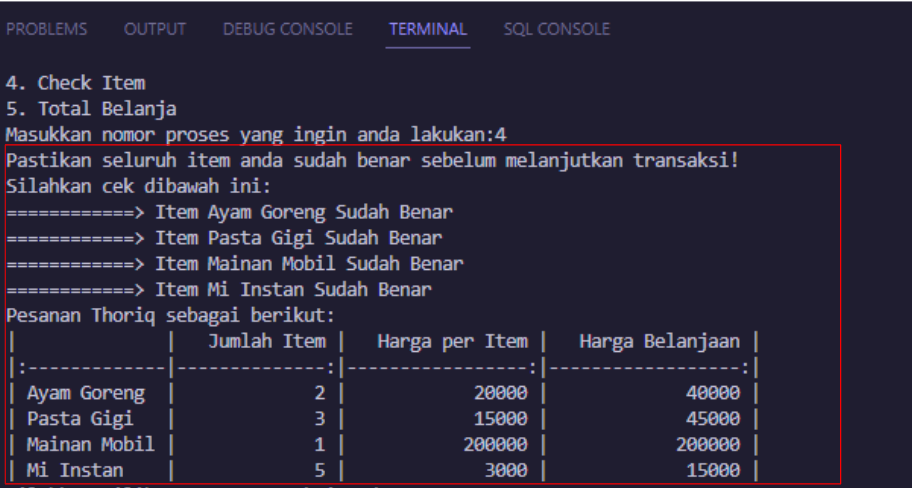 PROBLEMS OUTPUT DEBUG CONSOLE TERMINAL SQL CONSOLE
4. Check Item
5. Total Belanja
Masukkan nomor proses yang ingin anda lakukan:4
Pastikan seluruh item anda sudah benar sebelum melanjutkan transaksi!
Silahkan cek dibawah ini:
============> Item Ayam Goreng Sudah Benar
============> Item Pasta Gigi Sudah Benar
============> Item Mainan Mobil Sudah Benar
============> Item Mi Instan Sudah Benar
Pesanan Thoriq sebagai berikut:
|              |   Jumlah Item |   Harga per Item |   Harga Belanjaan |
|:-------------|--------------:|-----------------:|------------------:|
| Ayam Goreng  |             2 |            20000 |             40000 |
| Pasta Gigi   |             3 |            15000 |             45000 |
| Mainan Mobil |             1 |           200000 |            200000 |
| Mi Instan    |             5 |             3000 |             15000 |